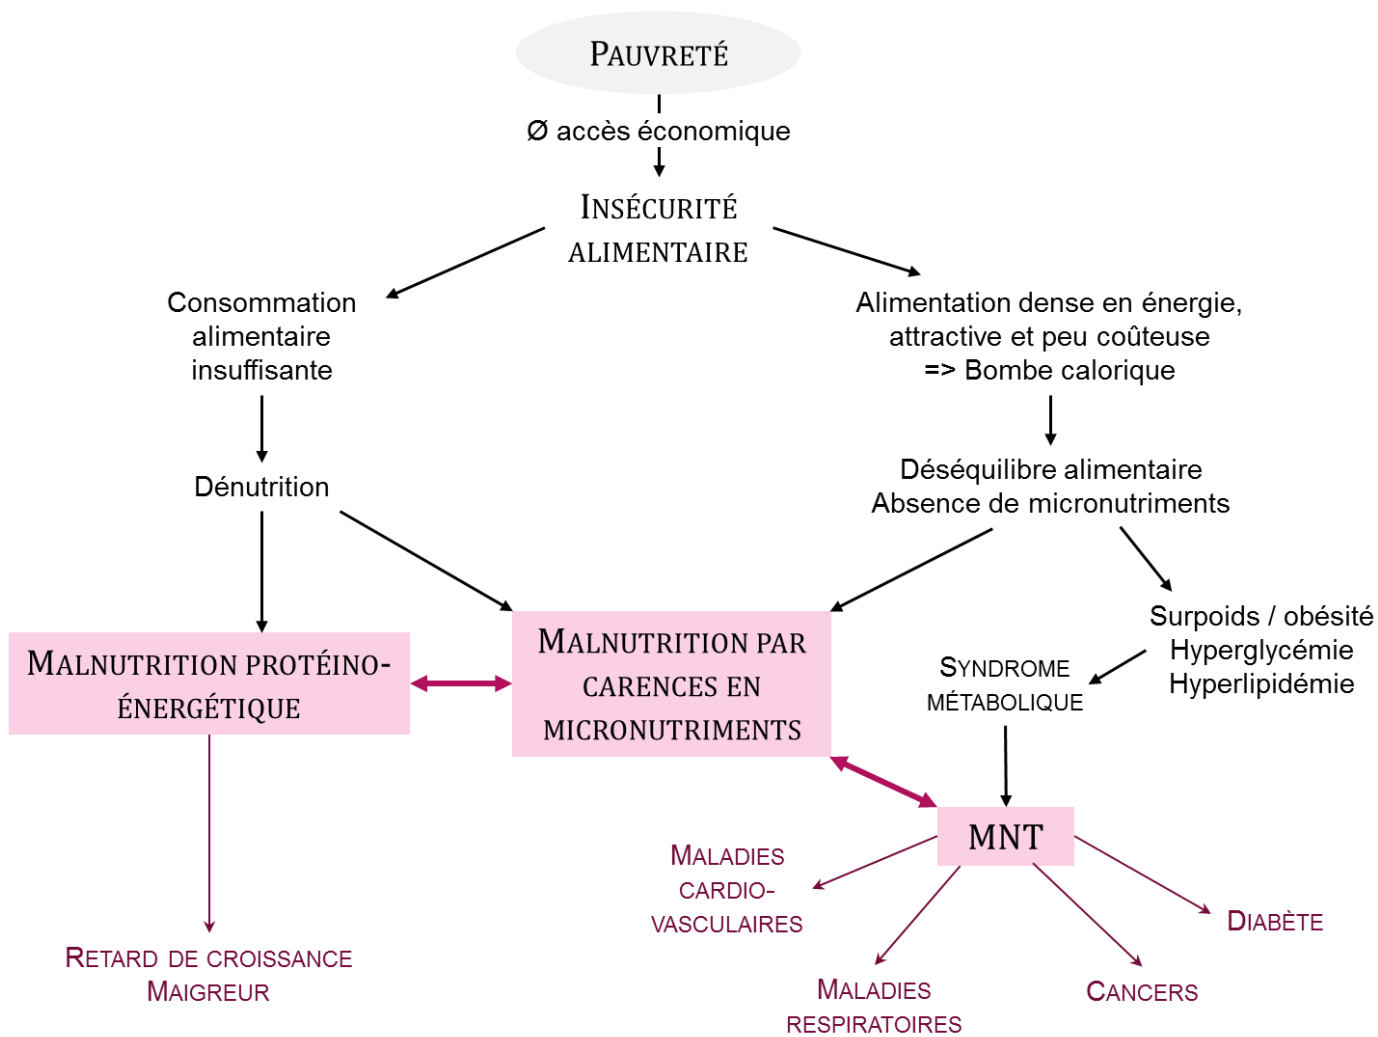 PAUVRETÉ
Ø accès économique
INSÉCURITÉ
ALIMENTAIRE
Consommation
alimentaire
insuffisante
Alimentation dense en énergie,
attractive et peu coûteuse
=> Bombe calorique
Dénutrition
Déséquilibre alimentaire
Absence de micronutriments
MALNUTRITION PROTÉINO-
ÉNERGÉTIQUE
MALNUTRITION PAR
CARENCES EN
MICRONUTRIMENTS
SYNDROME
MÉTABOLIQUE
Surpoids / obésité
Hyperglycémie
Hyperlipidémie
MNT
RETARD DE CROISSANCE
MAIGREUR
MALADIES
CARDIO-
VASCULAIRES
MALADIES
RESPIRATOIRES
CANCERS
DIABÈTE